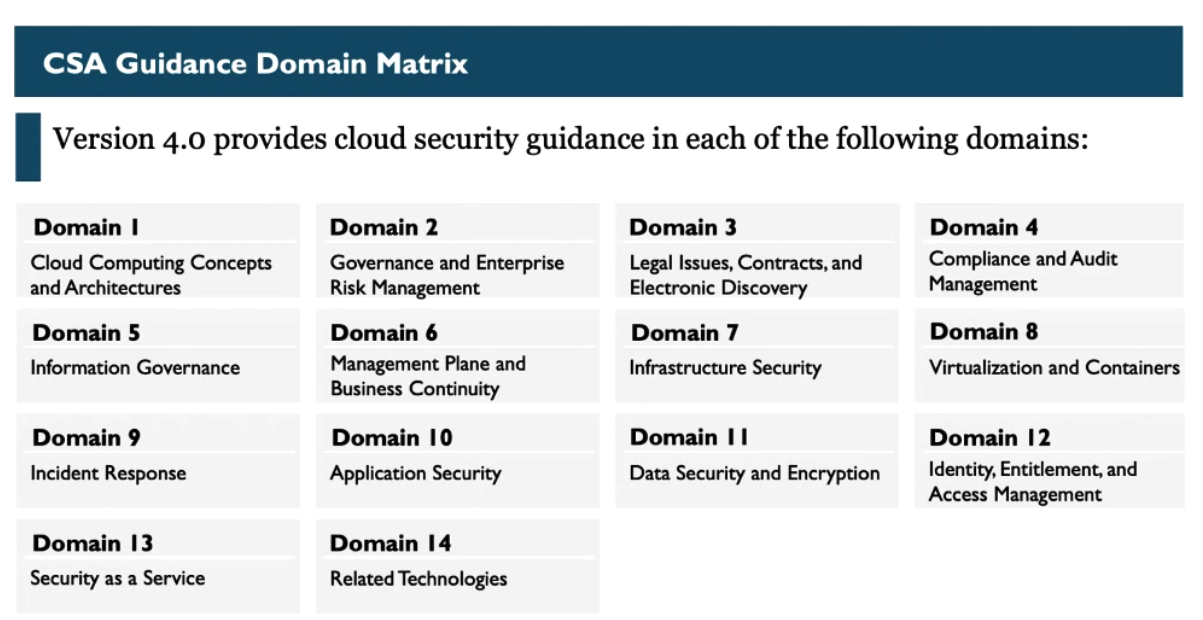 CSA Guidance Domain Matrix
Version 4.0 provides cloud security guidance in each of the following domains:
Domain 1
Cloud Computing Concepts
and Architectures
Domain 2
Governance and Enterprise
Risk Management
Domain 3
Legal Issues, Contracts, and
Electronic Discovery
Domain 4
Compliance and Audit
Management
Domain 5
Information Governance
Domain 6
Management Plane and
Business Continuity
Domain 7
Infrastructure Security
Domain 8
Virtualization and Containers
Domain 9
Incident Response
Domain 10
Application Security
Domain 11
Data Security and Encryption
Domain 12
Identity, Entitlement, and
Access Management
Domain 13
Security as a Service
Domain 14
Related Technologies